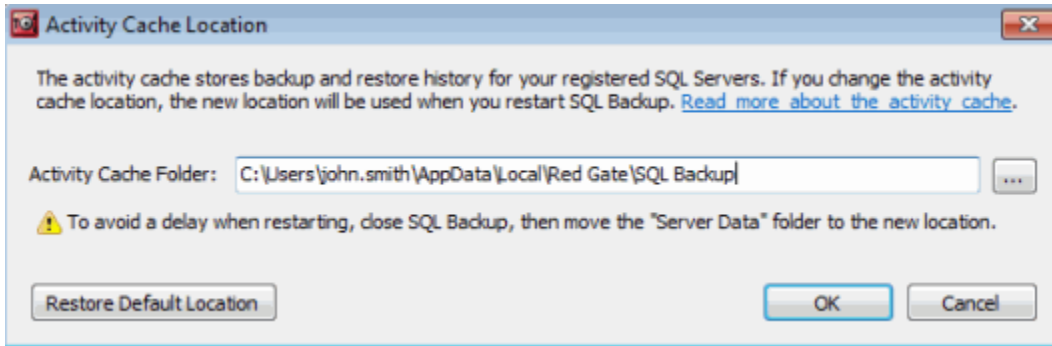 Activity Cache Location
The activity cache stores backup and restore history for your registered SQL Servers. If you change the activity
cache location, the new location will be used when you restart SQL Backup. Read more about the activity cache.
Activity Cache Folder: C:\Users\john.smith\AppData\Local\Red Gate\SQL Backup ...
To avoid a delay when restarting, close SQL Backup, then move the "Server Data" folder to the new location.
Restore Default Location OK Cancel